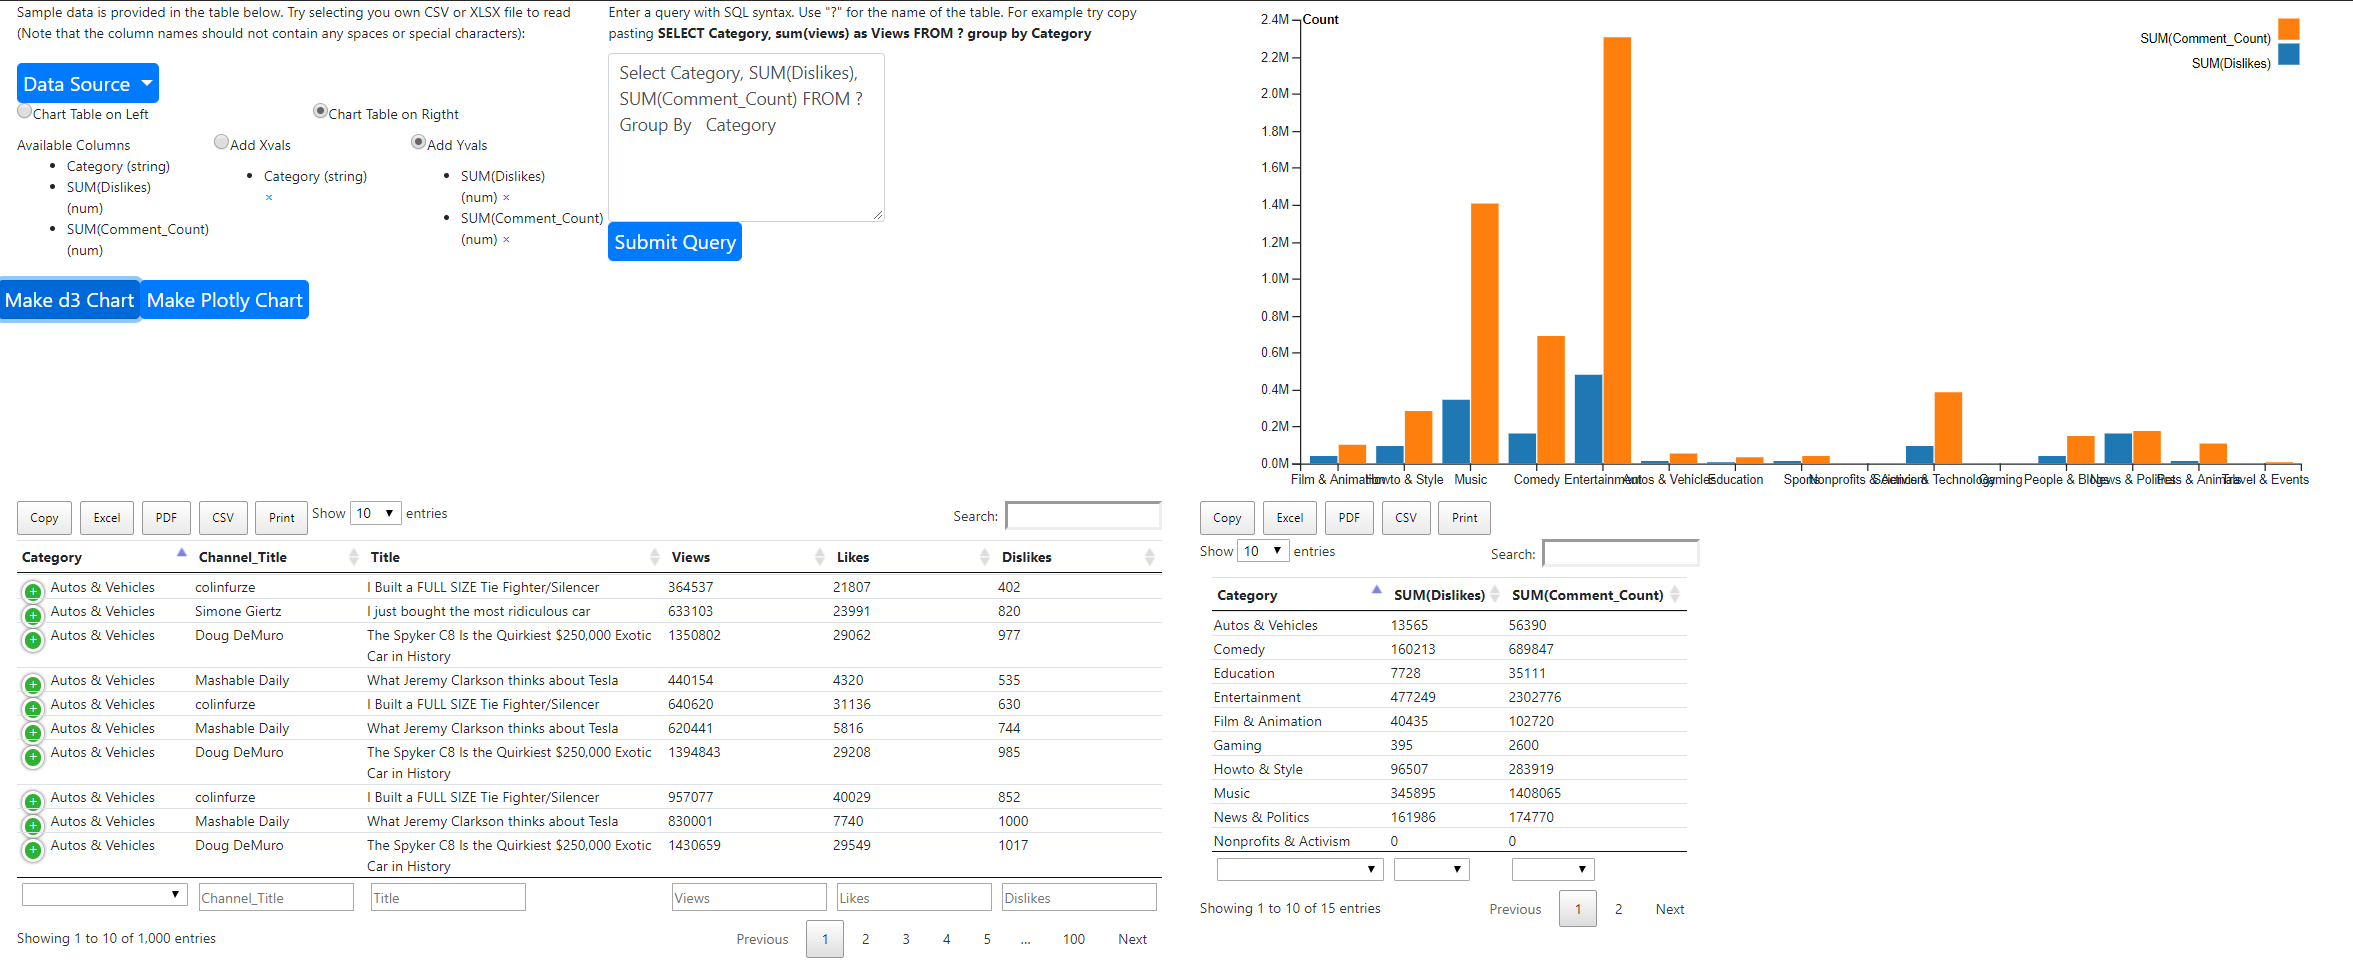 Sample data is provided in the table below. Try selecting you own CSV or XLSX file to read
(Note that the column names should not contain any spaces or special characters):
Data Source
Chart Table on Left
Chart Table on Rigtht
Available Columns
Category (string)
SUM(Dislikes)
(num)
SUM(Comment_Count)
(num)
Add Xvals
Category (string)
×
Add Yvals
SUM(Dislikes)
(num) ×
SUM(Comment_Count)
(num) ×
Make d3 Chart
Make Plotly Chart
Enter a query with SQL syntax. Use "?" for the name of the table. For example try copy
pasting SELECT Category, sum(views) as Views FROM ? group by Category
Select Category, SUM(Dislikes),
SUM(Comment_Count) FROM ?
Group By Category
Submit Query
Count
SUM(Comment_Count)
SUM(Dislikes)
2.4M
2.2M
2.0M
1.8M
1.6M
1.4M
1.2M
1.0M
0.8M
0.6M
0.4M
0.2M
0.0M
Film & Animation
Howto & Style
Music
Comedy
Entertainment
Autos & Vehicles
Education
Sports
Nonprofits & Activism
Science & Technology
Gaming
People & Blogs
News & Politics
Pets & Animals
Travel & Events
Copy Excel PDF CSV Print Show 10 entries Search:
Category Channel_Title Title Views Likes Dislikes
Autos & Vehicles colinfurze I Built a FULL SIZE Tie Fighter/Silencer 364537 21807 402
Autos & Vehicles Simone Giertz I just bought the most ridiculous car 633103 23991 820
Autos & Vehicles Doug DeMuro The Spyker C8 Is the Quirkiest $250,000 Exotic 1350802 29062 977
Car in History
Autos & Vehicles Mashable Daily What Jeremy Clarkson thinks about Tesla 440154 4320 535
Autos & Vehicles colinfurze I Built a FULL SIZE Tie Fighter/Silencer 640620 31136 630
Autos & Vehicles Mashable Daily What Jeremy Clarkson thinks about Tesla 620441 5816 744
Autos & Vehicles Doug DeMuro The Spyker C8 Is the Quirkiest $250,000 Exotic 1394843 29208 985
Car in History
Autos & Vehicles colinfurze I Built a FULL SIZE Tie Fighter/Silencer 957077 40029 852
Autos & Vehicles Mashable Daily What Jeremy Clarkson thinks about Tesla 830001 7740 1000
Autos & Vehicles Doug DeMuro The Spyker C8 Is the Quirkiest $250,000 Exotic 1430659 29549 1017
Car in History
Channel_Title Title Views Likes Dislikes
Showing 1 to 10 of 1,000 entries
Previous 1 2 3 4 5 ... 100 Next
Copy Excel PDF CSV Print
Show 10 entries Search:
Category SUM(Dislikes) SUM(Comment_Count)
Autos & Vehicles 13565 56390
Comedy 160213 689847
Education 7728 35111
Entertainment 477249 2302776
Film & Animation 40435 102720
Gaming 395 2600
Howto & Style 96507 283919
Music 345895 1408065
News & Politics 161986 174770
Nonprofits & Activism 0 0
Showing 1 to 10 of 15 entries
Previous 1 2 Next